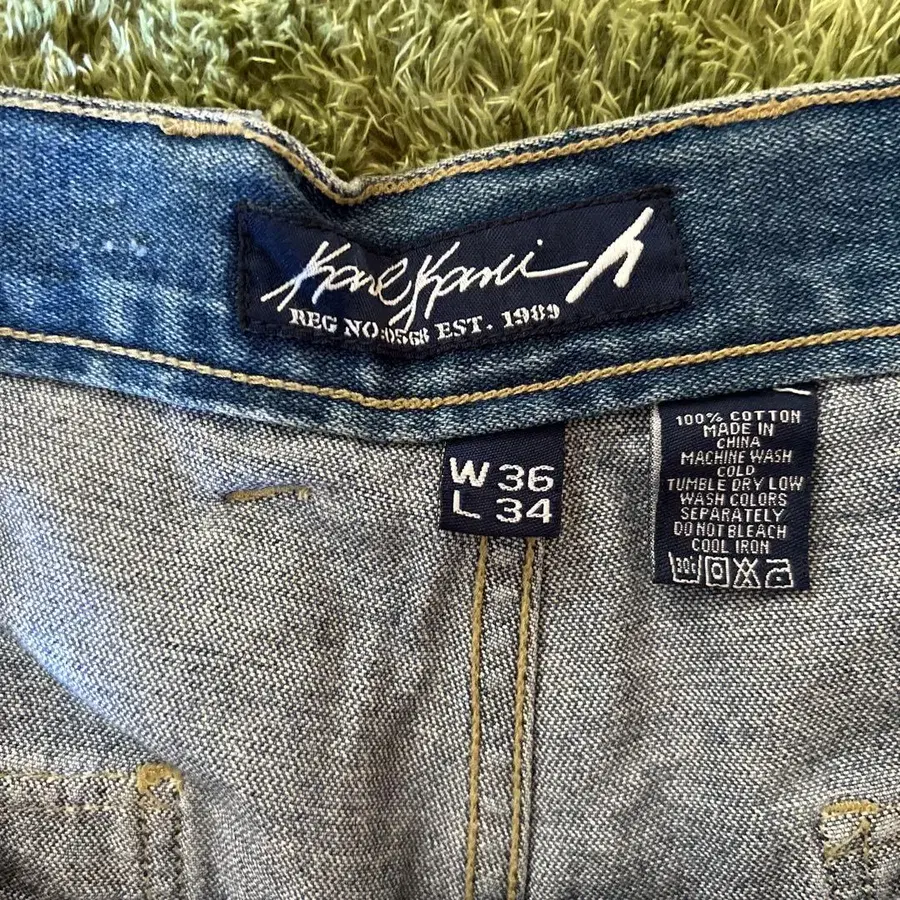 Karl Kani
REG NO:0568 EST. 1989
W 36
L 34
100% COTTON
MADE IN
CHINA
MACHINE WASH
COLD
TUMBLE DRY LOW
WASH COLORS
SEPARATELY
DO NOT BLEACH
COOL IRON
30c